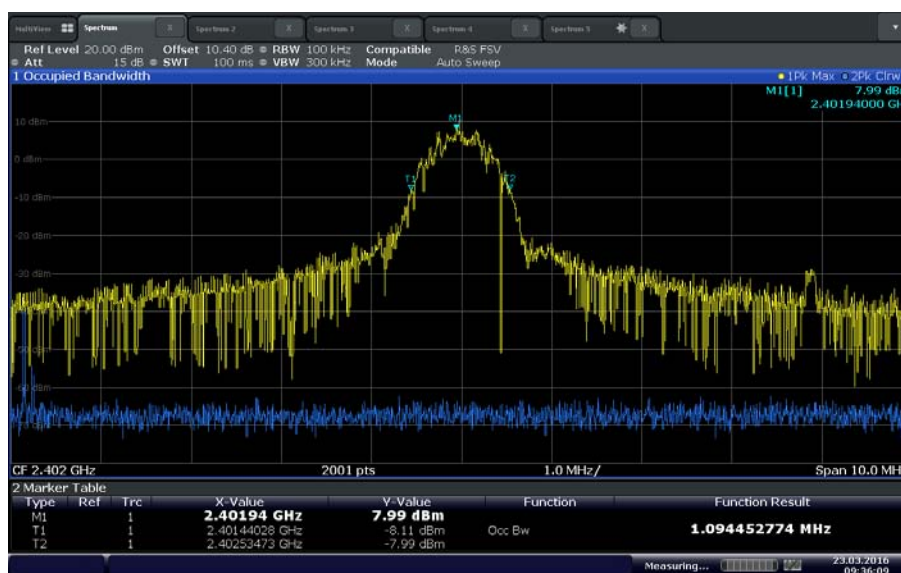 MultiView Spectrum X Spectrum 2 X Spectrum 3 X Spectrum 4 X Spectrum 5 X
Ref Level 20.00 dBm Offset 10.40 dB RBW 100 kHz Compatible R&S FSV
Att 15 dB SWT 100 ms VBW 300 kHz Mode Auto Sweep
1 Occupied Bandwidth 1Pk Max 2Pk Clrw
M1[1] 7.99 dB
2.40194000 GH
10 dBm
M1
0 dBm
T1 T2
-10 dBm
-20 dBm
-30 dBm
CF 2.402 GHz 2001 pts 1.0 MHz/ Span 10.0 MH
2 Marker Table
Type Ref Trc X-Value Y-Value Function Function Result
M1 1 2.40194 GHz 7.99 dBm
T1 1 2.40144028 GHz -8.11 dBm Occ Bw 1.094452774 MHz
T2 1 2.40253473 GHz -7.99 dBm
Measuring... 23.03.2016
09:36:09